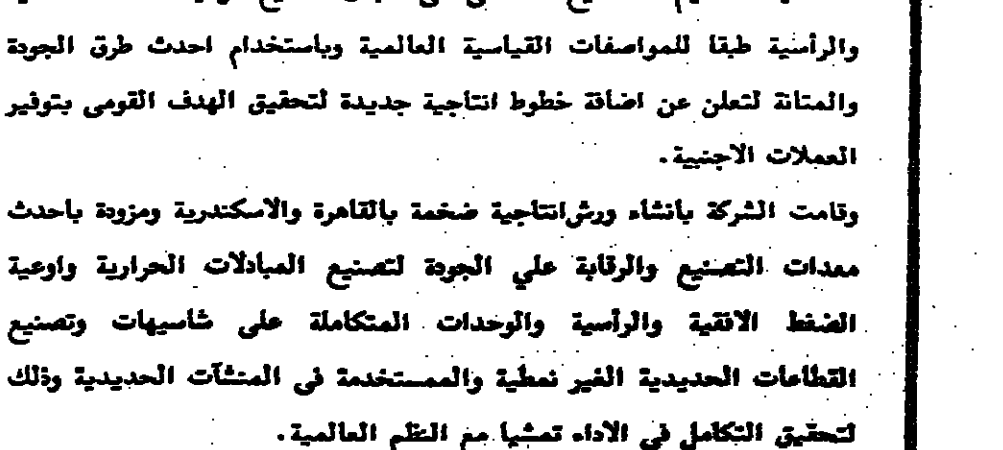 والرأسية طبقا للمواصفات القياسية العالمية وباستخدام احدث طرق الجودة
والمتانة لتعلن عن اضافة خطوط انتاجية جديدة لتحقيق الهدف القومى بتوفير
العملات الاجنبية .
وقامت الشركة بأنشاء ورش انتاجية ضخمة بالقاهرة والاسكندرية ومزودة باحدث
معدات التصنيع والرقابة علي الجودة لتصنيع المبادلات الحرارية واوعية
الضغط الافقية والرأسية والوحدات المتكاملة على شاسيهات وتصنيع
القطاعات الحديدية الغير نمطية والممستخدمة فى المنشآت الحديدية وذلك
لتحقيق التكامل فى الاداء تمشيا مع النظم العالمية .